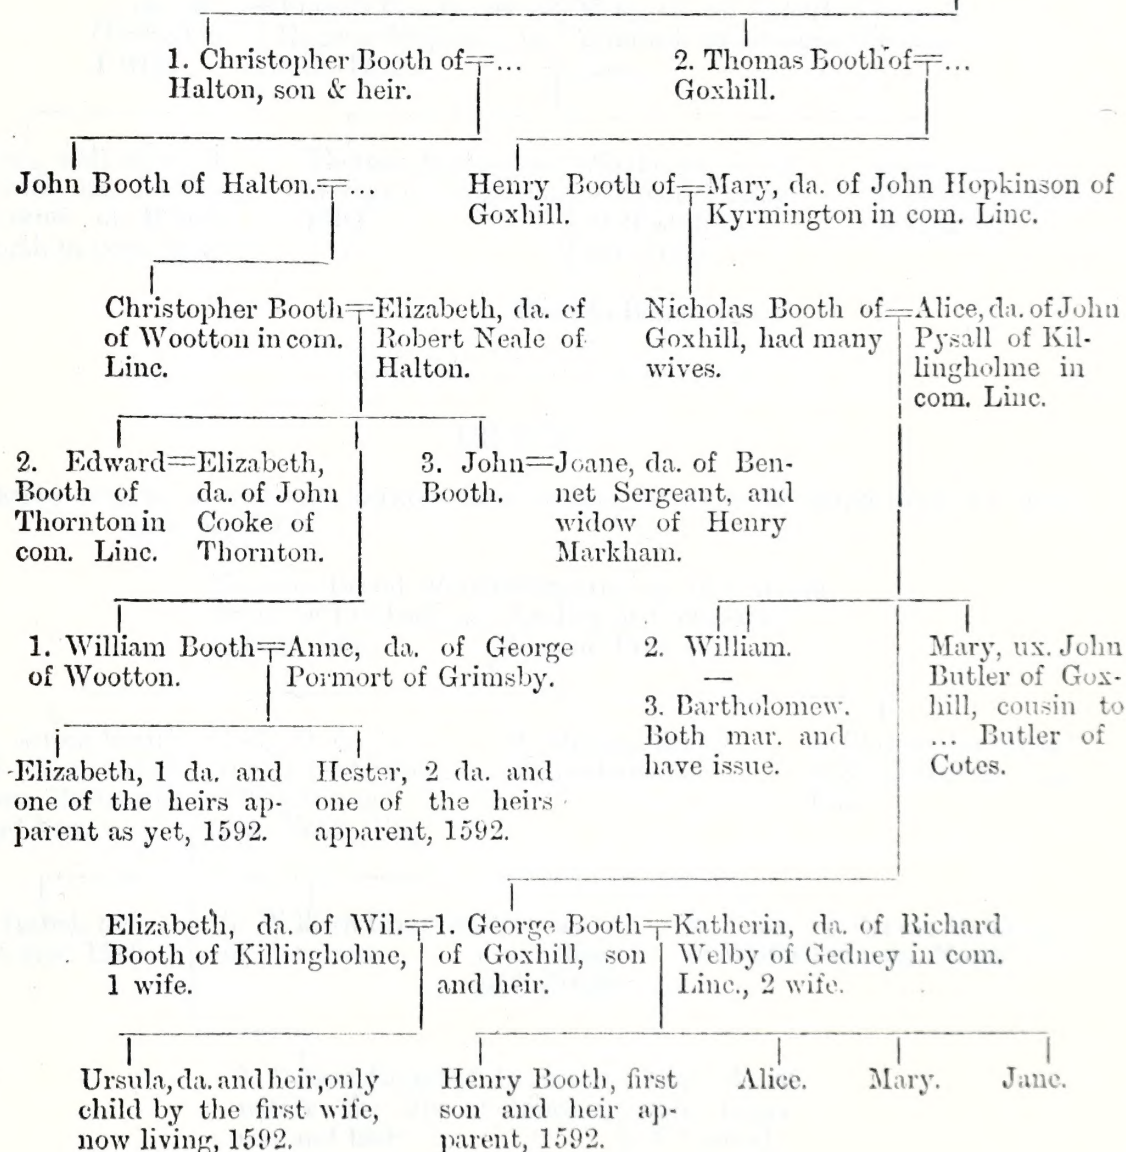 1. Christopher Booth of=...
Halton, son & heir.
2. Thomas Booth of=...
Goxhill.
John Booth of Halton.=...
Henry Booth of=Mary, da. of John Hopkinson of
Goxhill.
Kyrmington in com. Linc.
Christopher Booth=Elizabeth, da. of
of Wootton in com.
Robert Neale of
Linc.
Halton.
Nicholas Booth of=Alice, da. of John
Goxhill, had many
Pysall of Kil-
wives.
lingholme in
com. Linc.
2. Edward=Elizabeth,
Booth of
da. of John
Thornton in
Cooke of
com. Linc.
Thornton.
3. John=Joane, da. of Ben-
Booth.
net Sergeant, and
widow of Henry
Markham.
1. William Booth=Anne, da. of George
of Wootton.
Pormort of Grimsby.
2. William.
—
3. Bartholomew.
Both mar. and
have issue.
Mary, ux. John
Butler of Gox-
hill, cousin to
... Butler of
Cotes.
Elizabeth, 1 da. and
one of the heirs ap-
parent as yet, 1592.
Hester, 2 da. and
one of the heirs
apparent, 1592.
Elizabeth, da. of Wil.=1. George Booth=Katherin, da. of Richard
Booth of Killingholme,
of Goxhill, son
Welby of Gedney in com.
1 wife.
and heir.
Linc., 2 wife.
Ursula, da. and heir, only
child by the first wife,
now living, 1592.
Henry Booth, first
son and heir ap-
parent, 1592.
Alice.
Mary.
Jane.